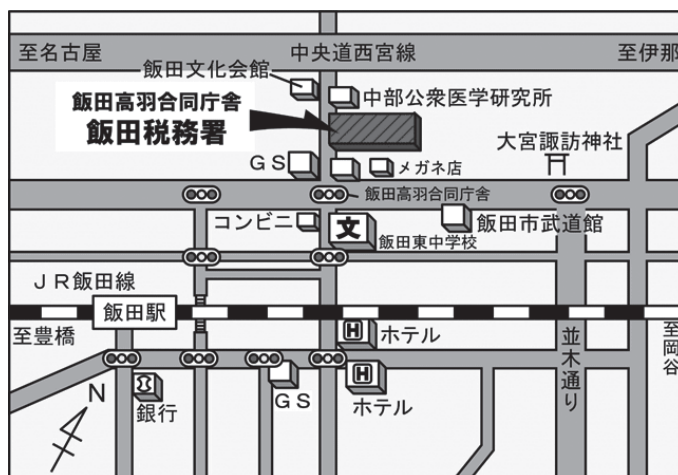 至名古屋
中央道西宮線
至伊那
飯田文化会館
飯田高羽合同庁舎
飯田税務署
中部公衆医学研究所
大宮諏訪神社
GS
メガネ店
飯田高羽合同庁舎
コンビニ
文
飯田東中学校
飯田市武道館
JR飯田線
飯田駅
至豊橋
H
ホテル
並木通り
至岡谷
N
銀行
GS
H
ホテル